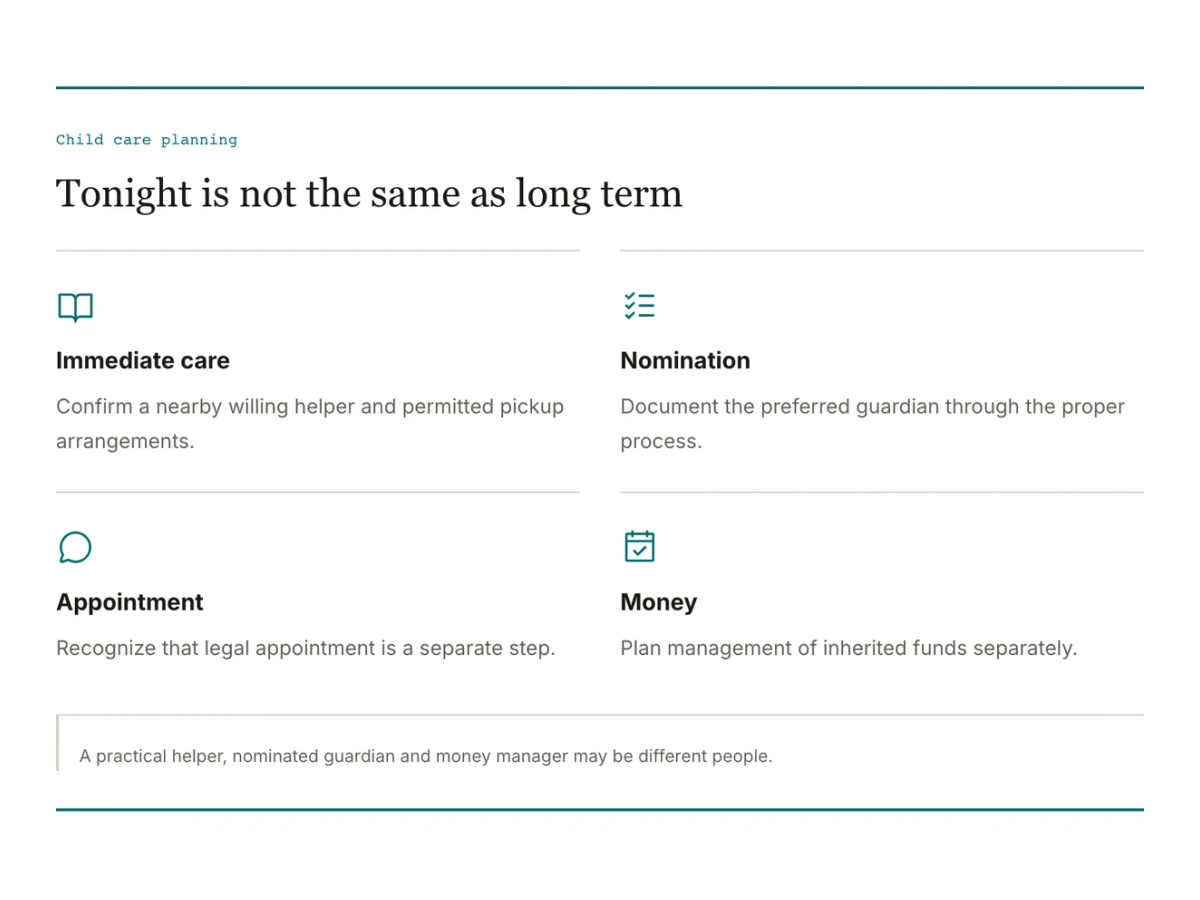 Child care planning
Tonight is not the same as long term
Immediate care
Confirm a nearby willing helper and permitted pickup
arrangements.
Nomination
Document the preferred guardian through the proper
process.
Appointment
Recognize that legal appointment is a separate step.
Money
Plan management of inherited funds separately.
A practical helper, nominated guardian and money manager may be different people.